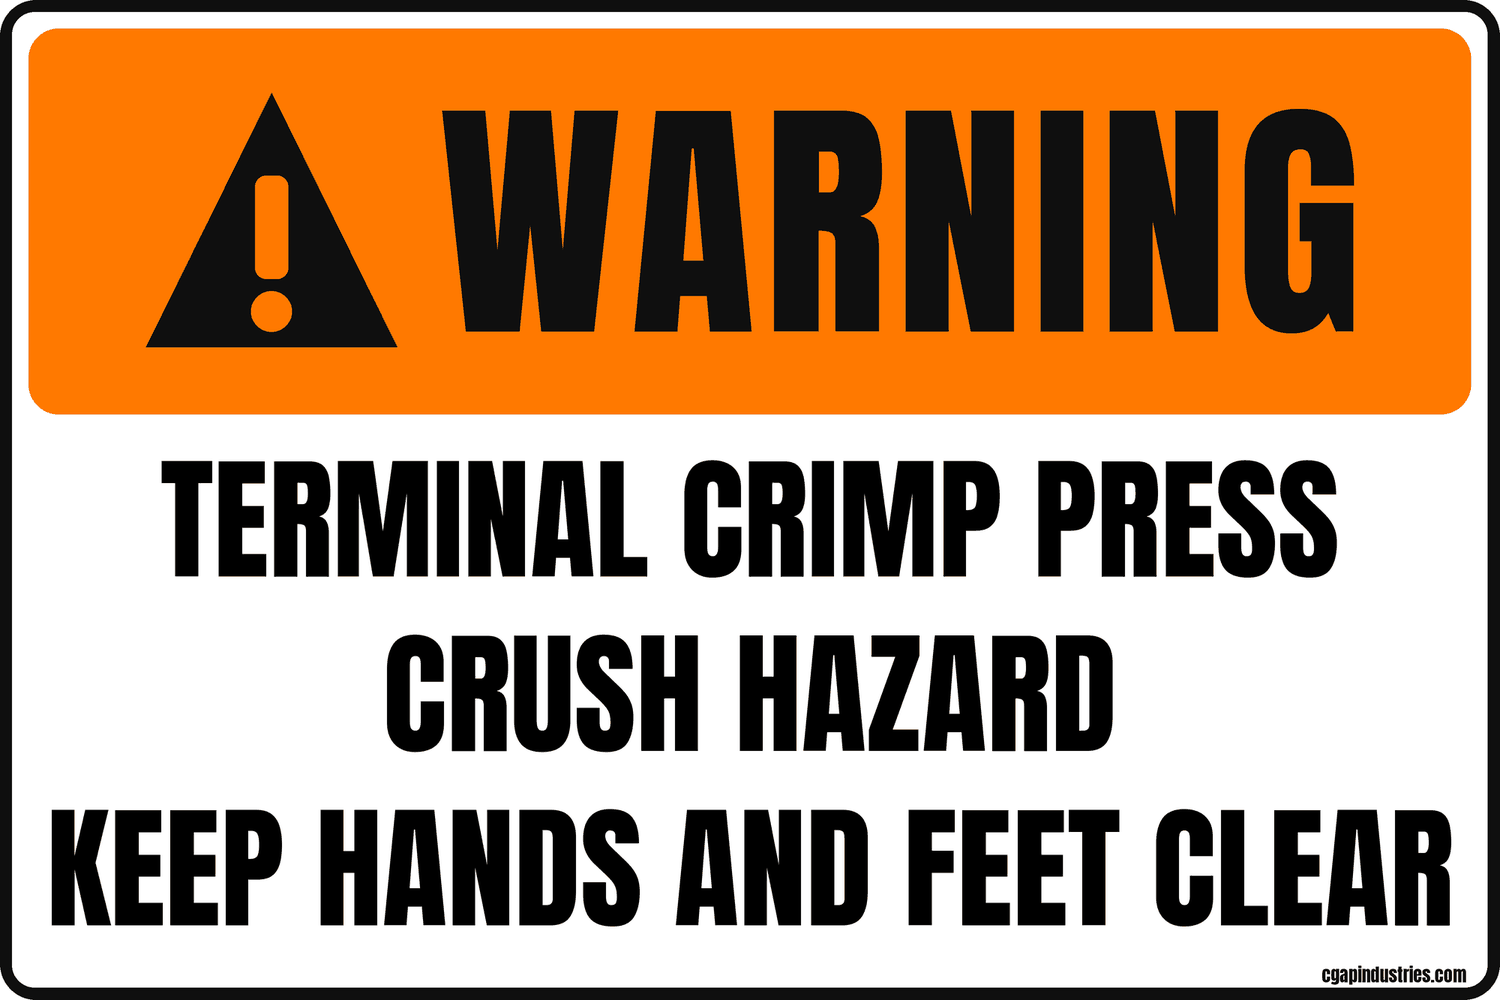 WARNING
TERMINAL CRIMP PRESS
CRUSH HAZARD
KEEP HANDS AND FEET CLEAR
cgapindustries.com